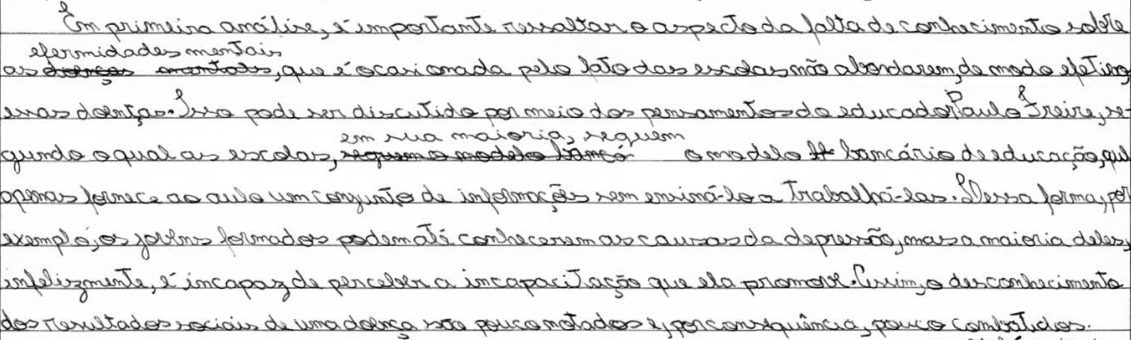 Em primeira análise, é importante ressaltar o aspecto da falta de conhecimento sobre
efermidades mentais
as doenças mentais, que é ocasionada pelo fato das escolas não abordarem, de modo efetivo,
essas doenças. Isso pode ser discutido por meio dos pensamentos do educador Paulo Freire, se-
em sua maioria, seguem
gundo o qual as escolas, seguem o modelo bancá o modelo bancário de educação, que
apenas fornece ao aulo um conjunto de informações sem ensiná-lo a trabalhá-las. Dessa forma, por
exemplo, os jovens formados podem até conhecerem as causas da depressão, mas a maioria deles,
infelizmente, é incapaz de perceber a incapacitação que ela promove. Assim, o desconhecimento
dos resultados sociais de uma doença são pouco notados e, por consequência, pouco combatidos.